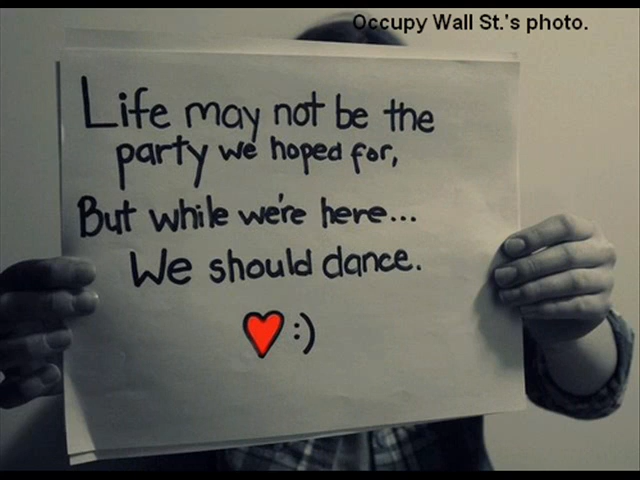 Occupy Wall St.'s photo.
Life may not be the
party we hoped for,
But while we're here...
We should dance.
:)